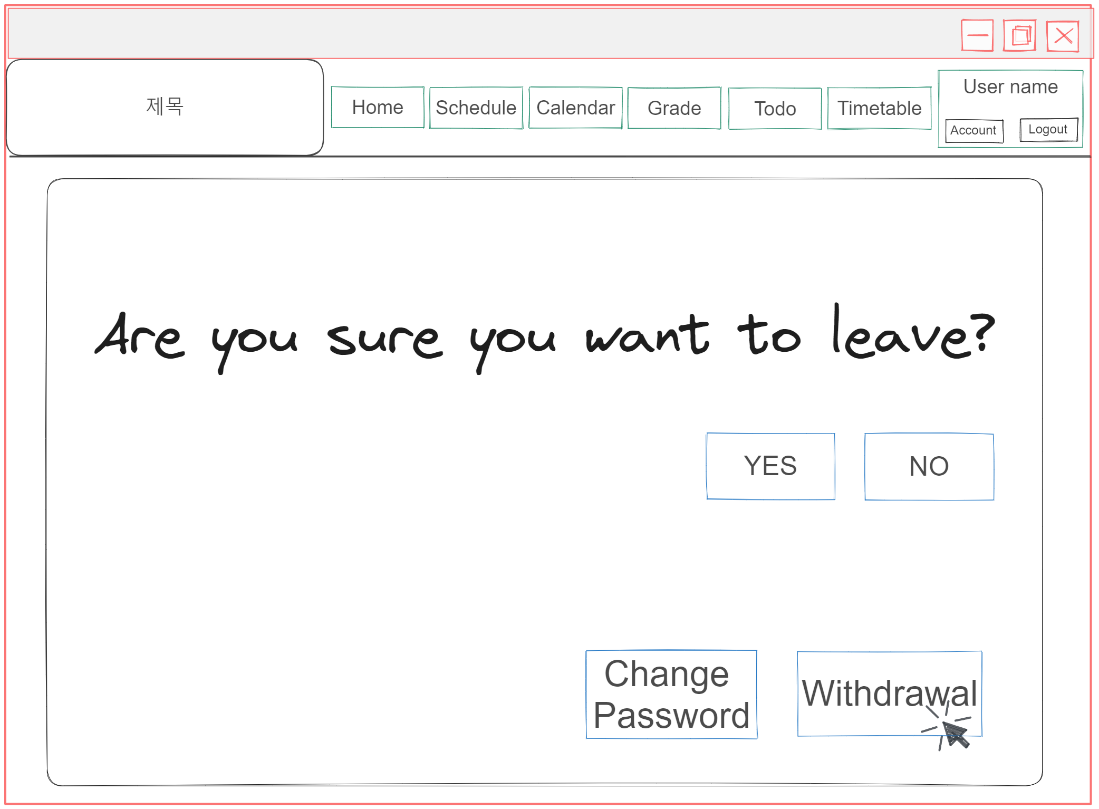 제목
Home
Schedule
Calendar
Grade
Todo
Timetable
User name
Account
Logout
Are you sure you want to leave?
YES
NO
Change
Password
Withdrawal